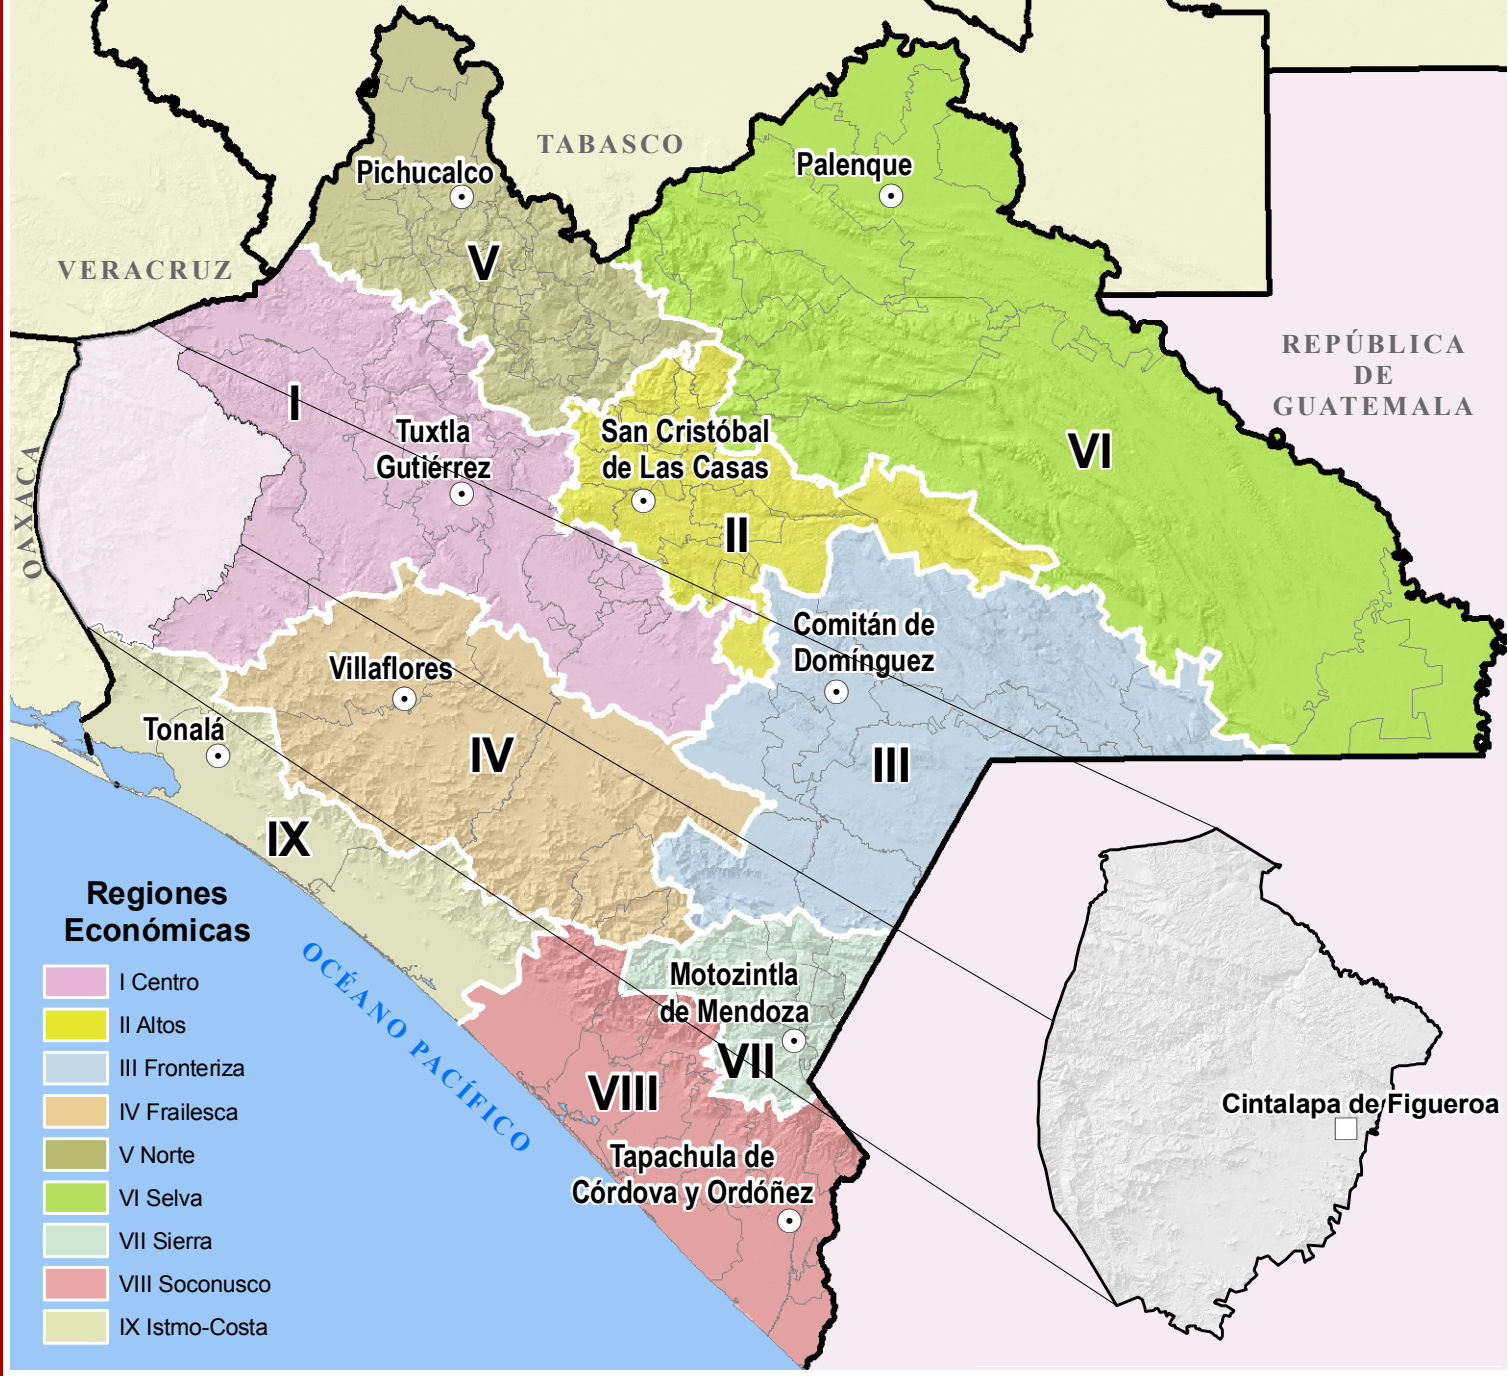 TABASCO
Pichucalco
Palenque
V
VERACRUZ
REPÚBLICA
DE
GUATEMALA
I
Tuxtla
Gutiérrez
San Cristóbal
de Las Casas
VI
OAXACA
II
Comitán de
Domínguez
Villaflores
Tonalá
IV
III
IX
Regiones
Económicas
I Centro
II Altos
III Fronteriza
IV Frailesca
V Norte
VI Selva
VII Sierra
VIII Soconusco
IX Istmo-Costa
OCÉANO PACÍFICO
Motozintla
de Mendoza
VII
VIII
Tapachula de
Córdova y Ordóñez
Cintalapa de Figueroa